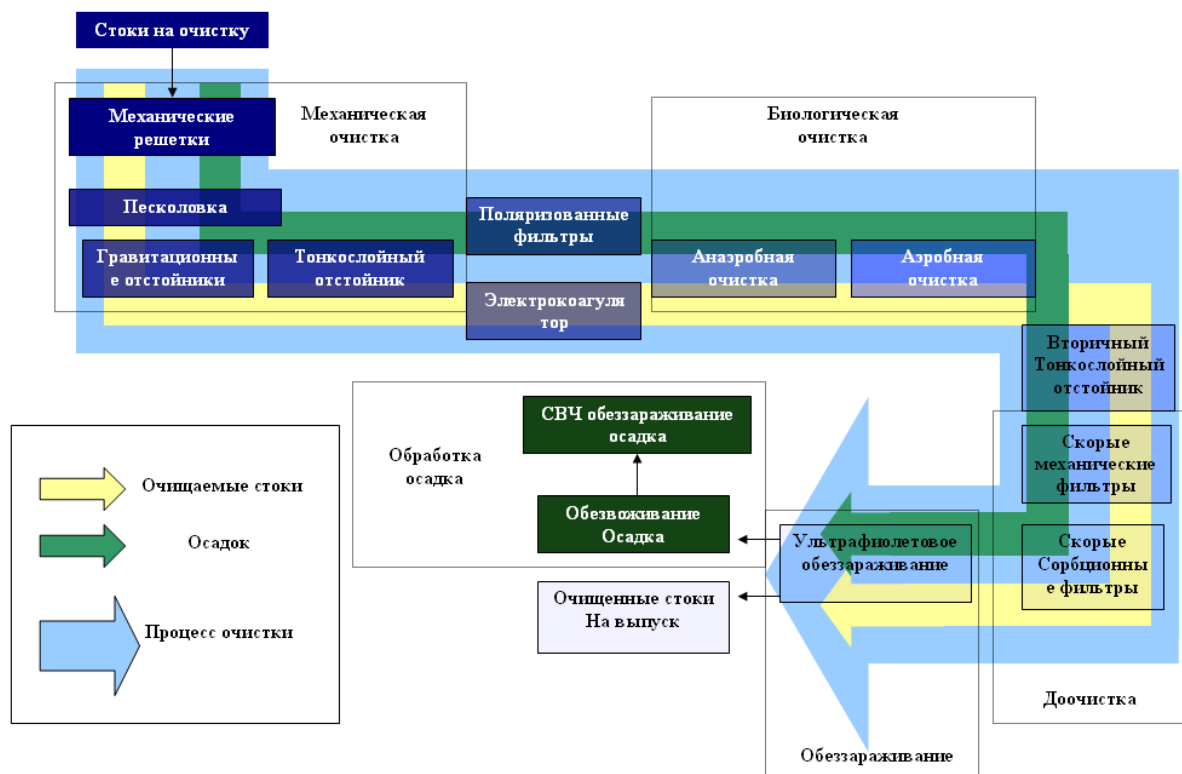 Стоки на очистку
Механические
решетки
Механическая
очистка
Биологическая
очистка
Песколовка
Поляризованные
фильтры
Гравитационны
е отстойники
Тонкослойный
отстойник
Анаэробная
очистка
Аэробная
очистка
Электрокоагуля
тор
Вторичный
Тонкослойный
отстойник
СВЧ обеззараживание
осадка
Обработка
осадка
Скорые
механические
фильтры
Очищаемые стоки
Осадок
Обезвоживание
Осадка
Ультрафиолетовое
обеззараживание
Скорые
Сорбционны
е фильтры
Очищенные стоки
На выпуск
Процесс очистки
Доочистка
Обеззараживание